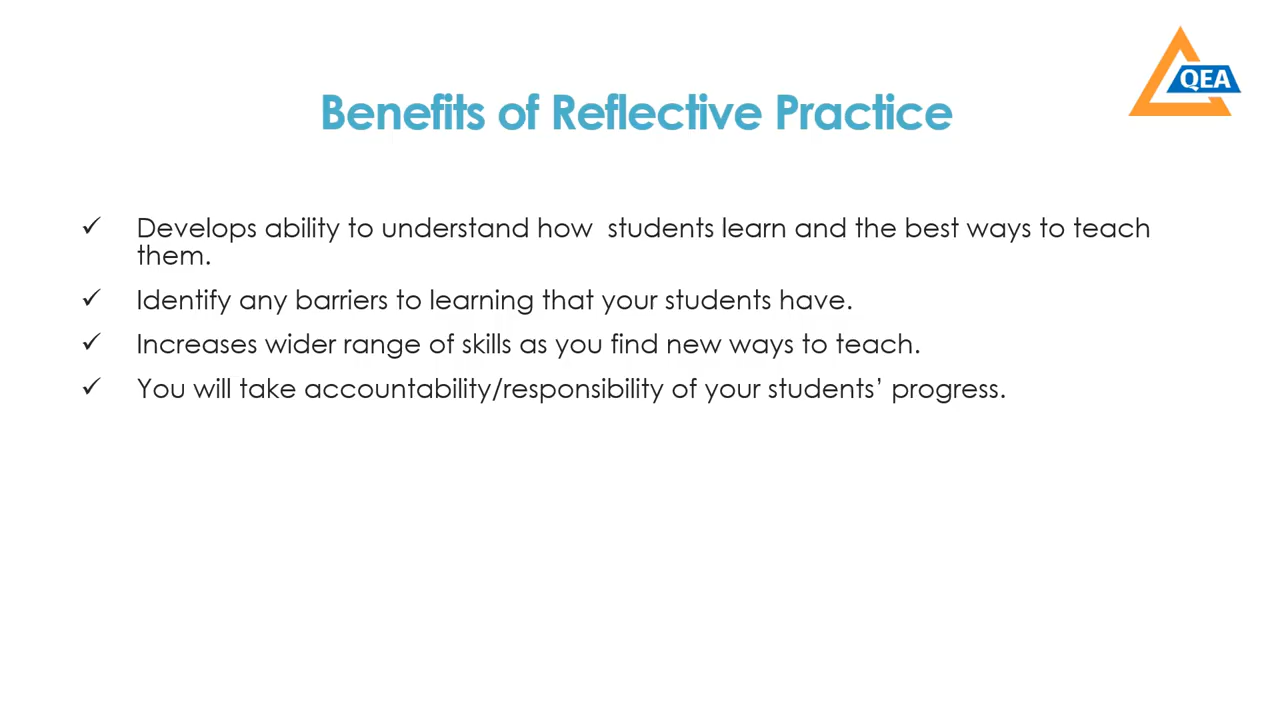 QEA
Benefits of Reflective Practice
✓ Develops ability to understand how  students learn and the best ways to teach
them.
✓ Identify any barriers to learning that your students have.
✓ Increases wider range of skills as you find new ways to teach.
✓ You will take accountability/responsibility of your students’ progress.